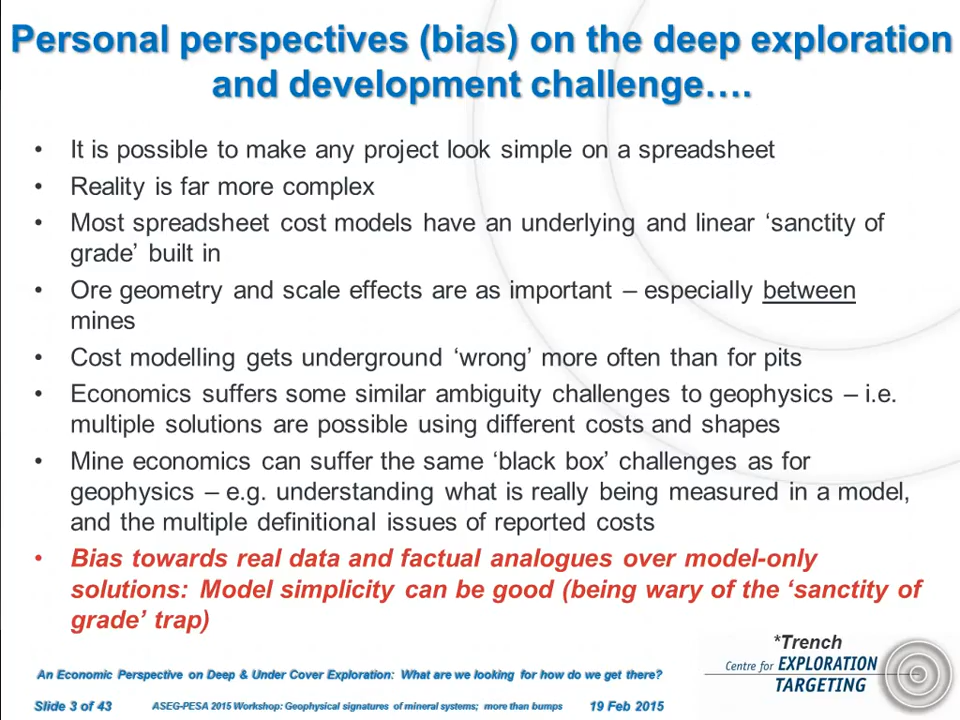 Personal perspectives (bias) on the deep exploration
and development challenge….
• It is possible to make any project look simple on a spreadsheet
• Reality is far more complex
• Most spreadsheet cost models have an underlying and linear ‘sanctity of
grade’ built in
• Ore geometry and scale effects are as important – especially between
mines
• Cost modelling gets underground ‘wrong’ more often than for pits
• Economics suffers some similar ambiguity challenges to geophysics – i.e.
multiple solutions are possible using different costs and shapes
• Mine economics can suffer the same ‘black box’ challenges as for
geophysics – e.g. understanding what is really being measured in a model,
and the multiple definitional issues of reported costs
• Bias towards real data and factual analogues over model-only
solutions: Model simplicity can be good (being wary of the ‘sanctity of
grade’ trap)
*Trench
Centre for EXPLORATION
TARGETING
An Economic Perspective on Deep & Under Cover Exploration: What are we looking for how do we get there?
Slide 3 of 43 ASEG-PESA 2015 Workshop: Geophysical signatures of mineral systems; more than bumps 19 Feb 2015